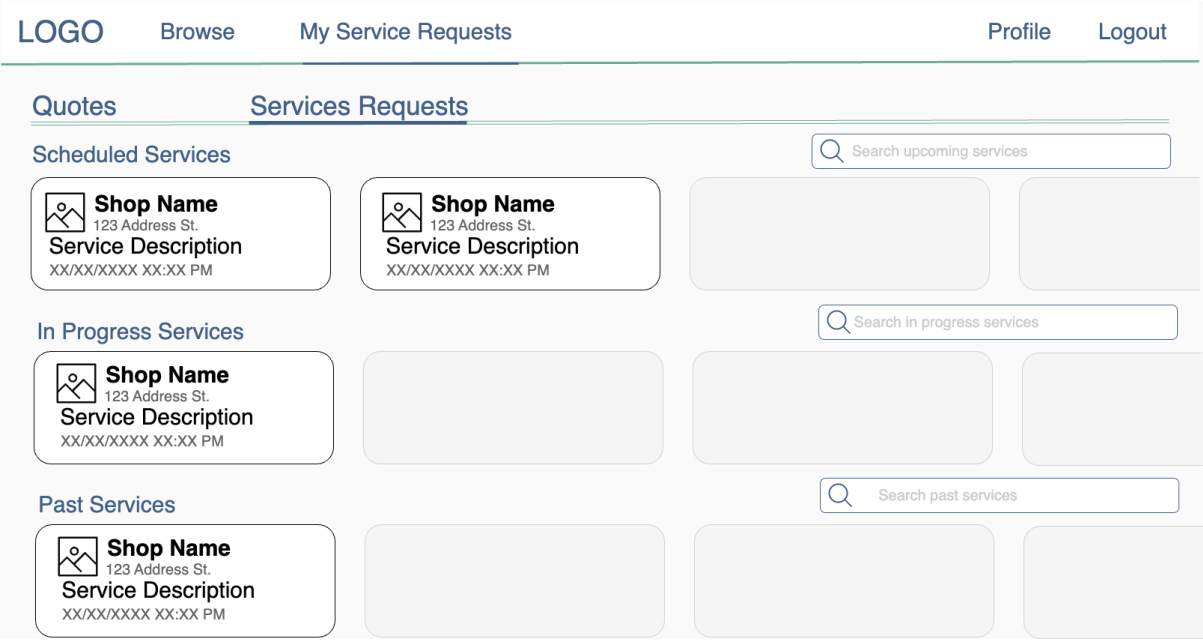 LOGO Browse My Service Requests Profile Logout
Quotes Services Requests
Scheduled Services Search upcoming services
Shop Name Shop Name
123 Address St. 123 Address St.
Service Description Service Description
XX/XX/XXXX XX:XX PM XX/XX/XXXX XX:XX PM
In Progress Services Search in progress services
Shop Name
123 Address St.
Service Description
XX/XX/XXXX XX:XX PM
Past Services Search past services
Shop Name
123 Address St.
Service Description
XX/XX/XXXX XX:XX PM